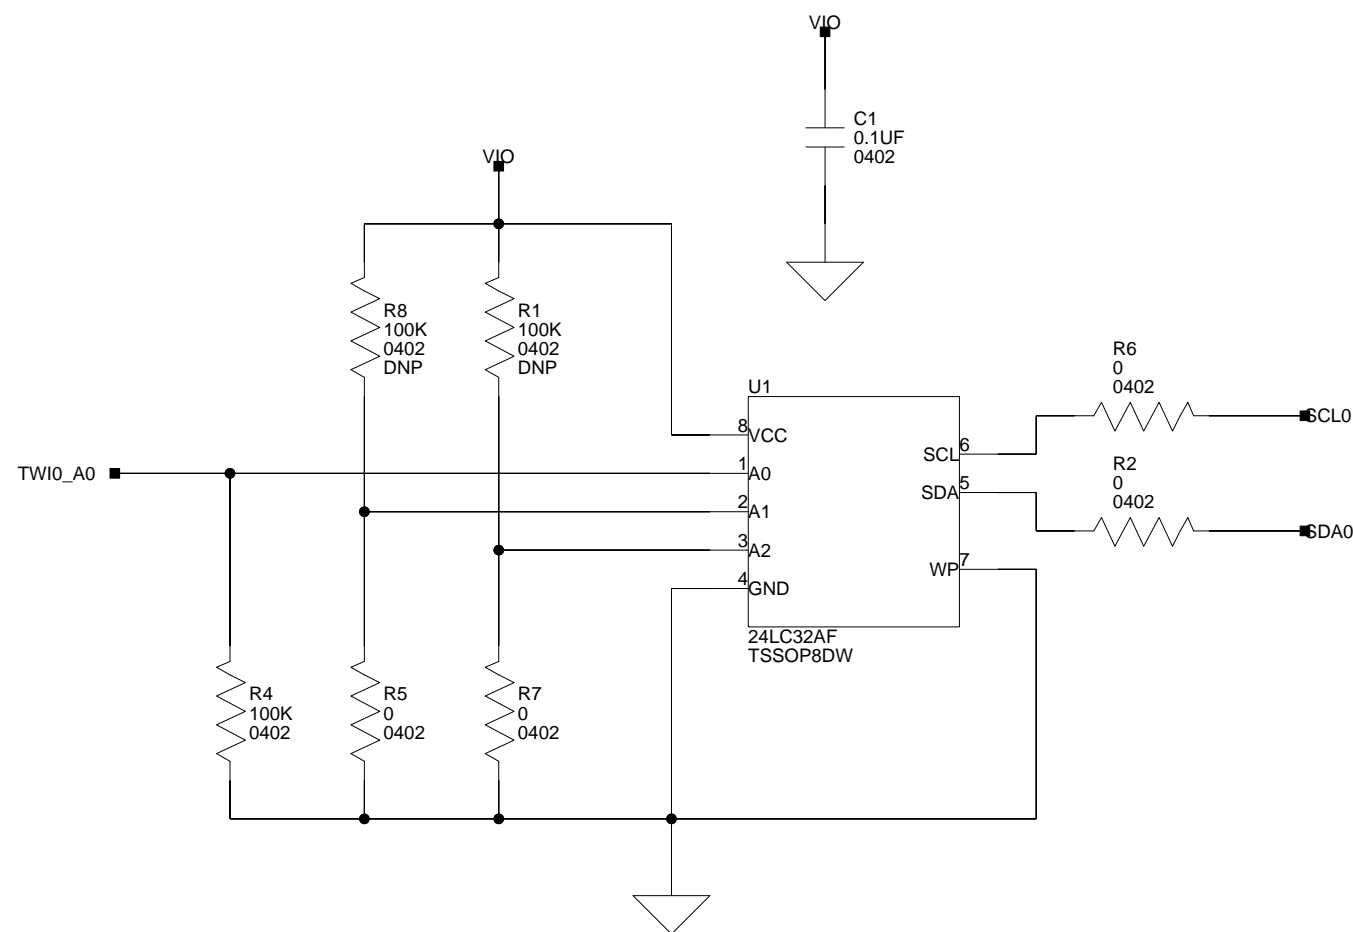 VIO
C1
0.1UF
0402
VIO
R8
100K
0402
DNP
R1
100K
0402
DNP
R6
0
0402
SCL0
U1
8
VCC
6
SCL
TWI0_A0
1
A0
R2
0
0402
SDA0
5
SDA
2
A1
3
A2
7
WP
4
GND
24LC32AF
TSSOP8DW
R4
100K
0402
R5
0
0402
R7
0
0402